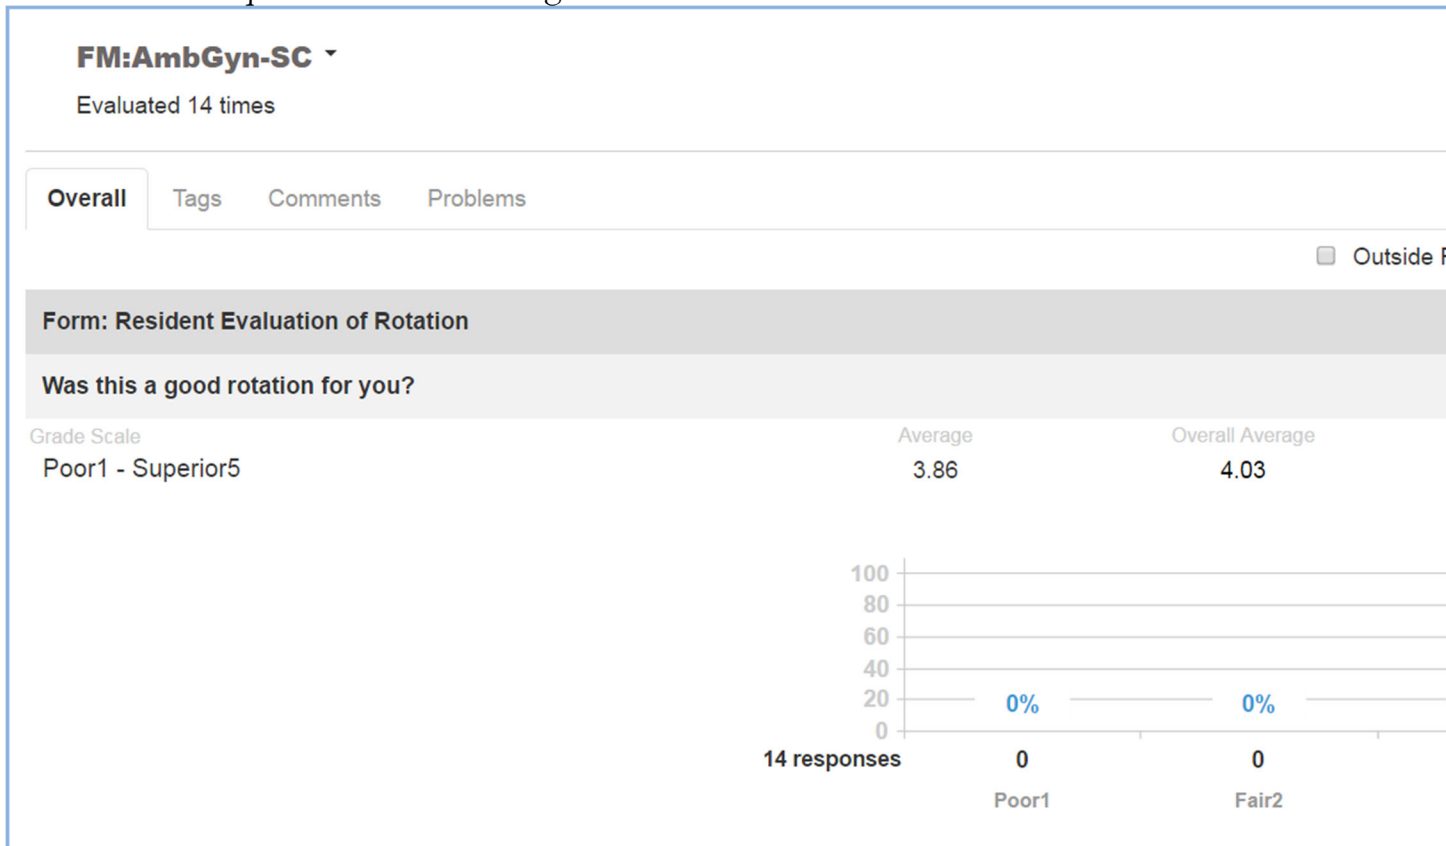 FM:AmbGyn-SC
Evaluated 14 times
Overall Tags Comments Problems
Outside
Form: Resident Evaluation of Rotation
Was this a good rotation for you?
Grade Scale Average Overall Average
Poor1 - Superior5 3.86 4.03
100
80
60
40
20 0% 0%
0
14 responses 0 0
Poor1 Fair2